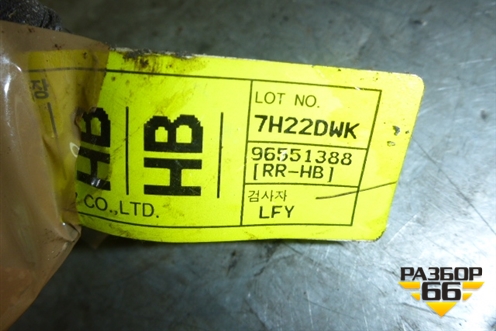 HB
HB
CO.,LTD.
LOT NO.
7H22DWK
96551388
[RR-HB]
검사자
LFY
РАЗБОР
66